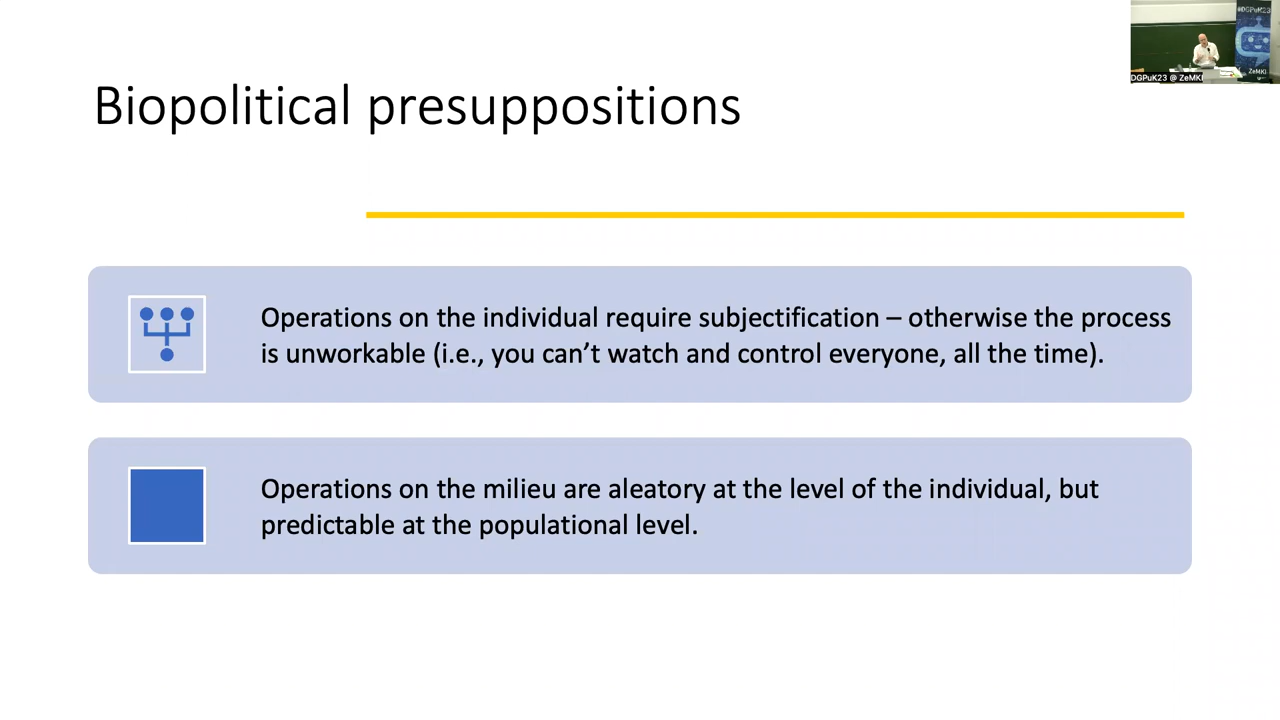 #DGPuK23
ZeMKI
DGPuK23 @ ZeMKI
Biopolitical presuppositions
Operations on the individual require subjectification – otherwise the process
is unworkable (i.e., you can’t watch and control everyone, all the time).
Operations on the milieu are aleatory at the level of the individual, but
predictable at the populational level.